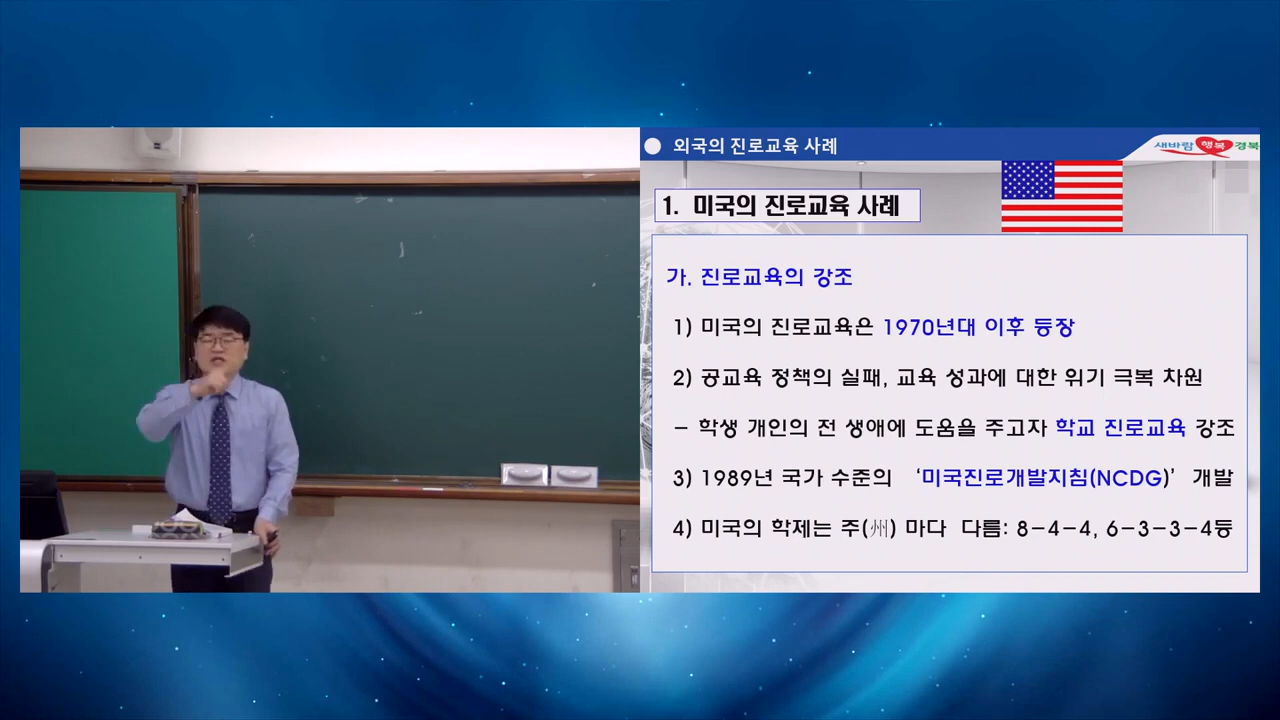 외국의 진로교육 사례
새바람 행복 경북
1. 미국의 진로교육 사례
가. 진로교육의 강조
1) 미국의 진로교육은 1970년대 이후 등장
2) 공교육 정책의 실패, 교육 성과에 대한 위기 극복 차원
- 학생 개인의 전 생애에 도움을 주고자 학교 진로교육 강조
3) 1989년 국가 수준의 ‘미국진로개발지침(NCDG)’ 개발
4) 미국의 학제는 주(州) 마다 다름: 8-4-4, 6-3-3-4등